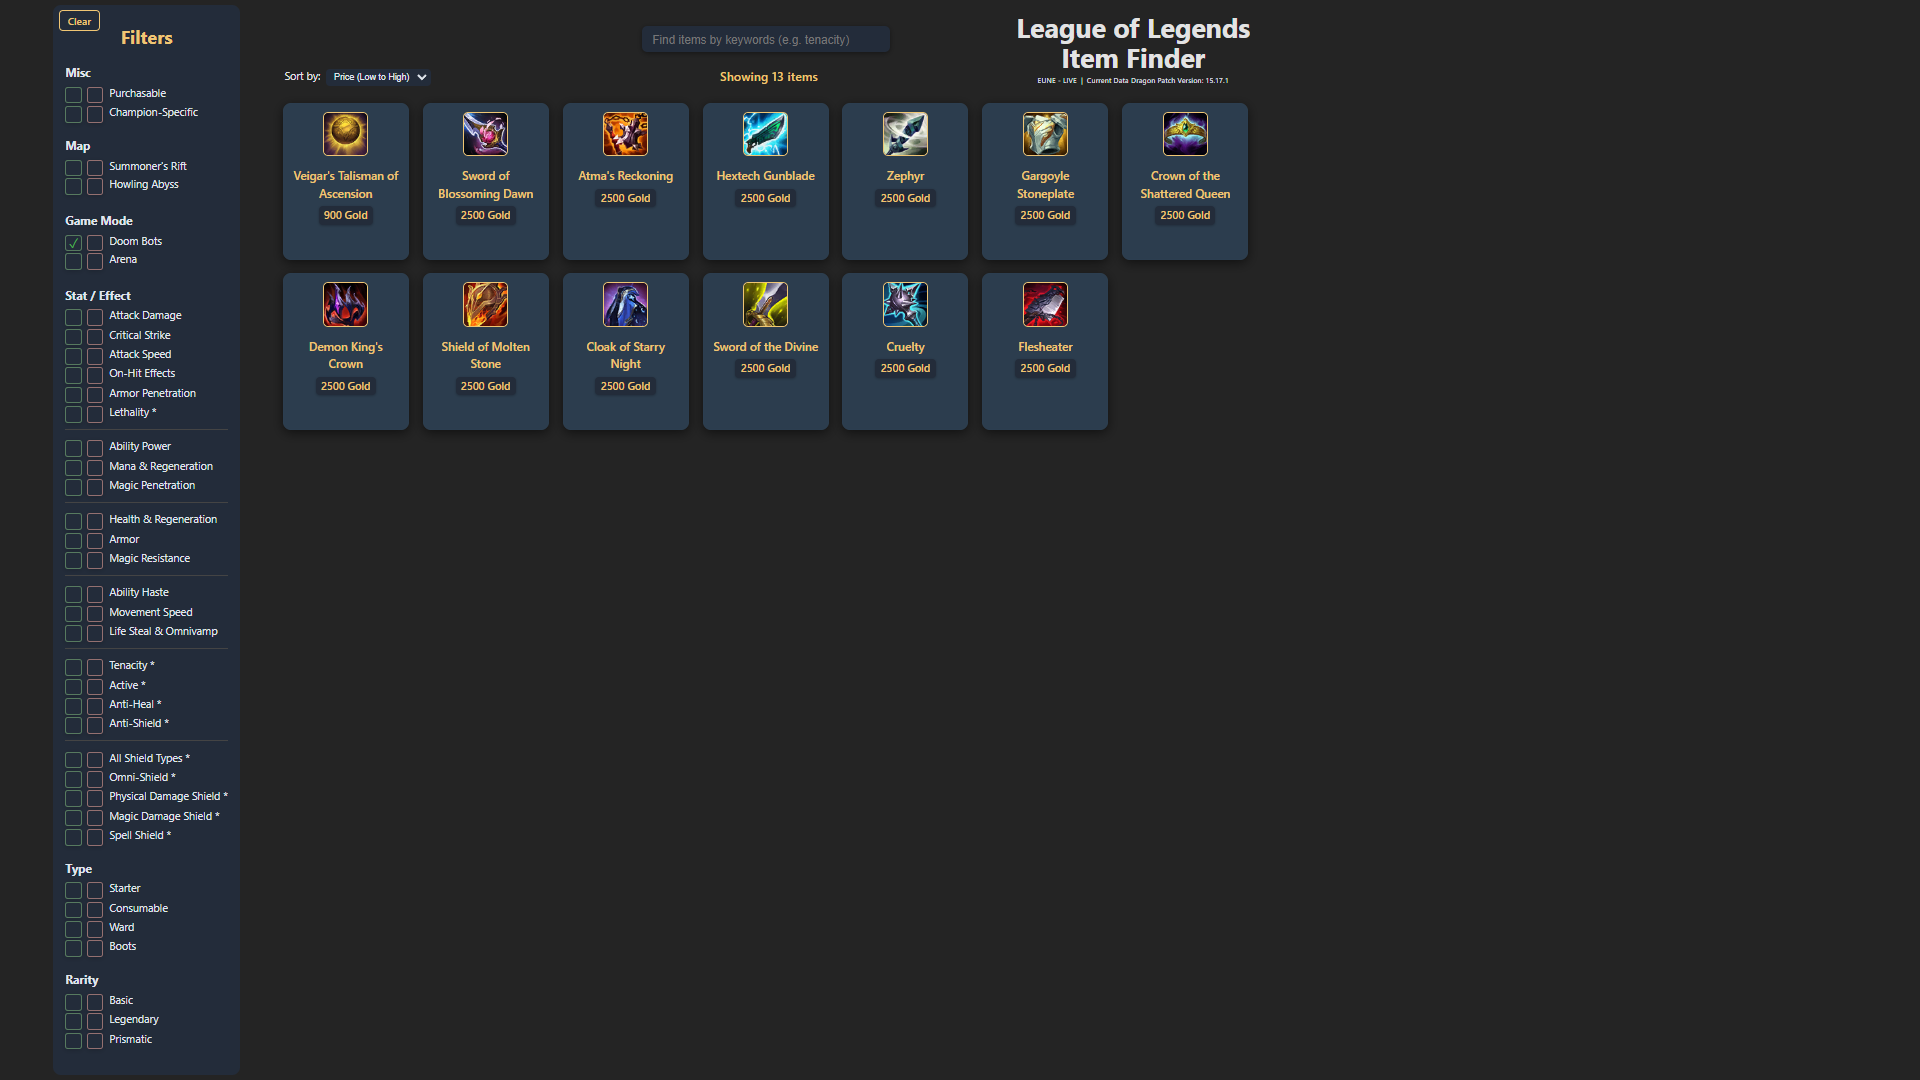 Clear
Filters
Misc
Purchasable
Champion-Specific
Map
Summoner's Rift
Howling Abyss
Game Mode
Doom Bots
Arena
Stat / Effect
Attack Damage
Critical Strike
Attack Speed
On-Hit Effects
Armor Penetration
Lethality *
Ability Power
Mana & Regeneration
Magic Penetration
Health & Regeneration
Armor
Magic Resistance
Ability Haste
Movement Speed
Life Steal & Omnivamp
Tenacity *
Active *
Anti-Heal *
Anti-Shield *
All Shield Types *
Omni-Shield *
Physical Damage Shield *
Magic Damage Shield *
Spell Shield *
Type
Starter
Consumable
Ward
Boots
Rarity
Basic
Legendary
Prismatic
Find items by keywords (e.g. tenacity)
League of Legends
Item Finder
EUNE - LIVE | Current Data Dragon Patch Version: 15.17.1
Sort by: Price (Low to High)
Showing 13 items
Veigar's Talisman of
Ascension
900 Gold
Sword of
Blossoming Dawn
2500 Gold
Atma's Reckoning
2500 Gold
Hextech Gunblade
2500 Gold
Zephyr
2500 Gold
Gargoyle
Stoneplate
2500 Gold
Crown of the
Shattered Queen
2500 Gold
Demon King's
Crown
2500 Gold
Shield of Molten
Stone
2500 Gold
Cloak of Starry
Night
2500 Gold
Sword of the Divine
2500 Gold
Cruelty
2500 Gold
Flesheater
2500 Gold